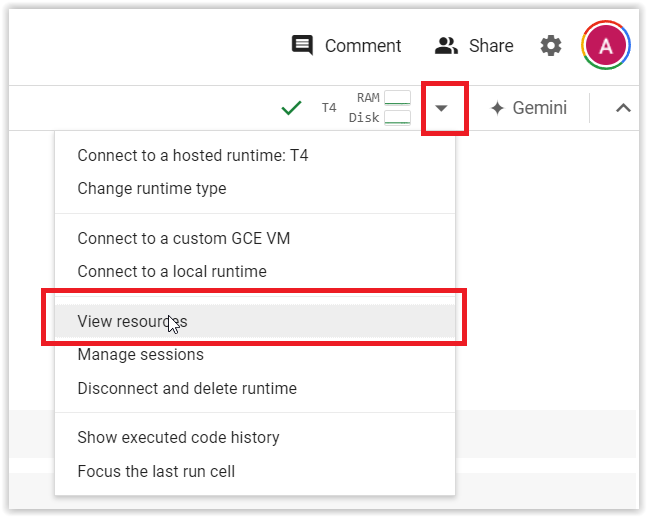 Comment Share A
T4 RAM Disk Gemini
Connect to a hosted runtime: T4
Change runtime type
Connect to a custom GCE VM
Connect to a local runtime
View resources
Manage sessions
Disconnect and delete runtime
Show executed code history
Focus the last run cell